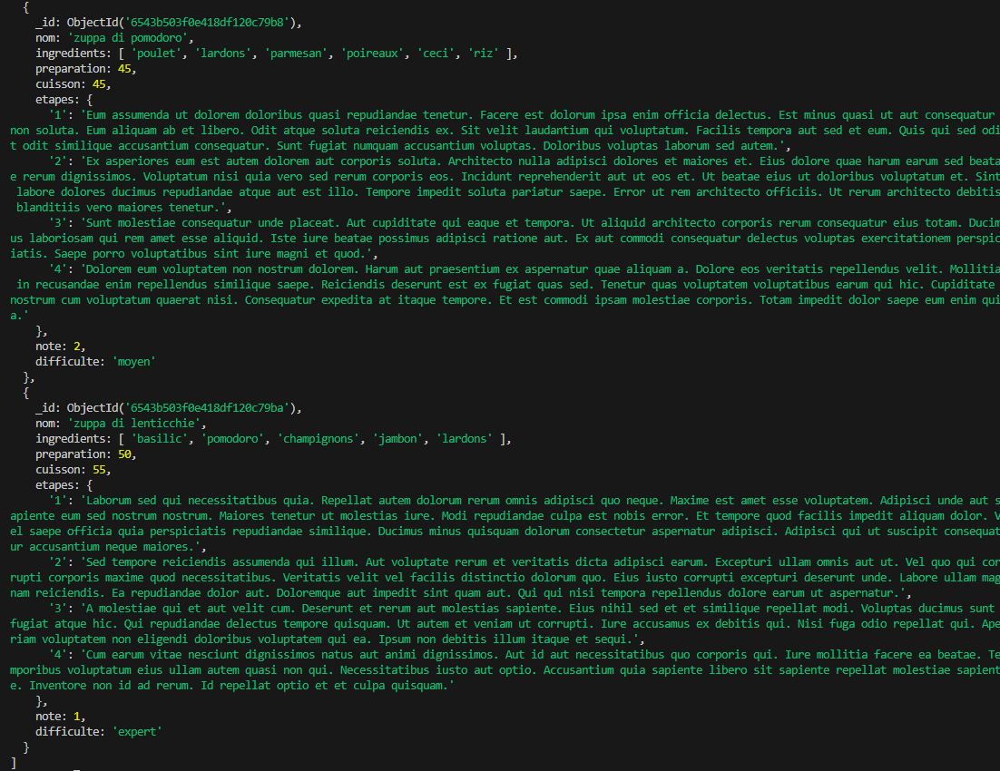 {
_id: ObjectId('6543b503f0e418df120c79b8'),
nom: 'zuppa di pomodoro',
ingredients: [ 'poulet', 'lardons', 'parmesan', 'poireaux', 'ceci', 'riz' ],
preparation: 45,
cuisson: 45,
etapes: {
'1': 'Eum assumenda ut dolorem doloribus quasi repudiandae tenetur. Facere est dolorum ipsa enim officia delectus. Est minus quasi ut aut consequatur
non soluta. Eum aliquam ab et libero. Odit atque soluta reiciendis ex. Sit velit laudantium qui voluptatum. Facilis tempora aut sed et eum. Quis qui sed odi
t odit similique accusantium consequatur. Sunt fugiat numquam accusantium voluptas. Doloribus voluptas laborum sed autem.',
'2': 'Ex asperiores eum est autem dolorem aut corporis soluta. Architecto nulla adipisci dolores et maiores et. Eius dolore quae harum earum sed beata
e rerum dignissimos. Voluptatum nisi quia vero sed rerum corporis eos. Incidunt reprehenderit aut ut eos et. Ut beatae eius ut doloribus voluptatum et. Sint
labore dolores ducimus repudiandae atque aut est illo. Tempore impedit soluta pariatur saepe. Error ut rem architecto officiis. Ut rerum architecto debitis
blanditiis vero maiores tenetur.',
'3': 'Sunt molestiae consequatur unde placeat. Aut cupiditate qui eaque et tempora. Ut aliquid architecto corporis rerum consequatur eius totam. Ducim
us laboriosam qui rem amet esse aliquid. Iste iure beatae possimus adipisci ratione aut. Ex aut commodi consequatur delectus voluptas exercitationem perspic
iatis. Saepe porro voluptatibus sint iure magni et quod.',
'4': 'Dolorem eum voluptatem non nostrum dolorem. Harum aut praesentium ex aspernatur quae aliquam a. Dolore eos veritatis repellendus velit. Mollitia
in recusandae enim repellendus similique saepe. Reiciendis deserunt est ex fugiat quas sed. Tenetur quas voluptatem voluptatibus earum qui hic. Cupiditate
nostrum cum voluptatum quaerat nisi. Consequatur expedita at itaque tempore. Et est commodi ipsam molestiae corporis. Totam impedit dolor saepe eum enim qui
a.'
},
note: 2,
difficulte: 'moyen'
},
{
_id: ObjectId('6543b503f0e418df120c79ba'),
nom: 'zuppa di lenticchie',
ingredients: [ 'basilic', 'pomodoro', 'champignons', 'jambon', 'lardons' ],
preparation: 50,
cuisson: 55,
etapes: {
'1': 'Laborum sed qui necessitatibus quia. Repellat autem dolorum rerum omnis adipisci quo neque. Maxime est amet esse voluptatem. Adipisci unde aut s
apiente eum sed nostrum nostrum. Maiores tenetur ut molestias iure. Modi repudiandae culpa est nobis error. Et tempore quod facilis impedit aliquam dolor. V
el saepe officia quia perspiciatis repudiandae similique. Ducimus minus quisquam dolorum consectetur aspernatur adipisci. Adipisci qui ut suscipit consequat
ur accusantium neque maiores.',
'2': 'Sed tempore reiciendis assumenda qui illum. Aut voluptate rerum et veritatis dicta adipisci earum. Excepturi ullam omnis aut ut. Vel quo qui cor
rupti corporis maxime quod necessitatibus. Veritatis velit vel facilis distinctio dolorum quo. Eius iusto corrupti excepturi deserunt unde. Labore ullam mag
nam reiciendis. Ea repudiandae dolor aut. Doloremque aut impedit sint quam aut. Qui qui nisi tempora repellendus dolore earum ut aspernatur.',
'3': 'A molestiae qui et aut velit cum. Deserunt et rerum aut molestias sapiente. Eius nihil sed et et similique repellat modi. Voluptas ducimus sunt
fugiat atque hic. Qui repudiandae delectus tempore quisquam. Ut autem et veniam ut corrupti. Iure accusamus ex debitis qui. Nisi fuga odio repellat qui. Ape
riam voluptatem non eligendi doloribus voluptatem qui ea. Ipsum non debitis illum itaque et sequi.',
'4': 'Cum earum vitae nesciunt dignissimos natus aut animi dignissimos. Aut id aut necessitatibus quo corporis qui. Iure mollitia facere ea beatae. Te
mporibus voluptatum eius ullam autem quasi non qui. Necessitatibus iusto aut optio. Accusantium quia sapiente libero sit sapiente repellat molestiae sapient
e. Inventore non id ad rerum. Id repellat optio et et culpa quisquam.'
},
note: 1,
difficulte: 'expert'
}
]